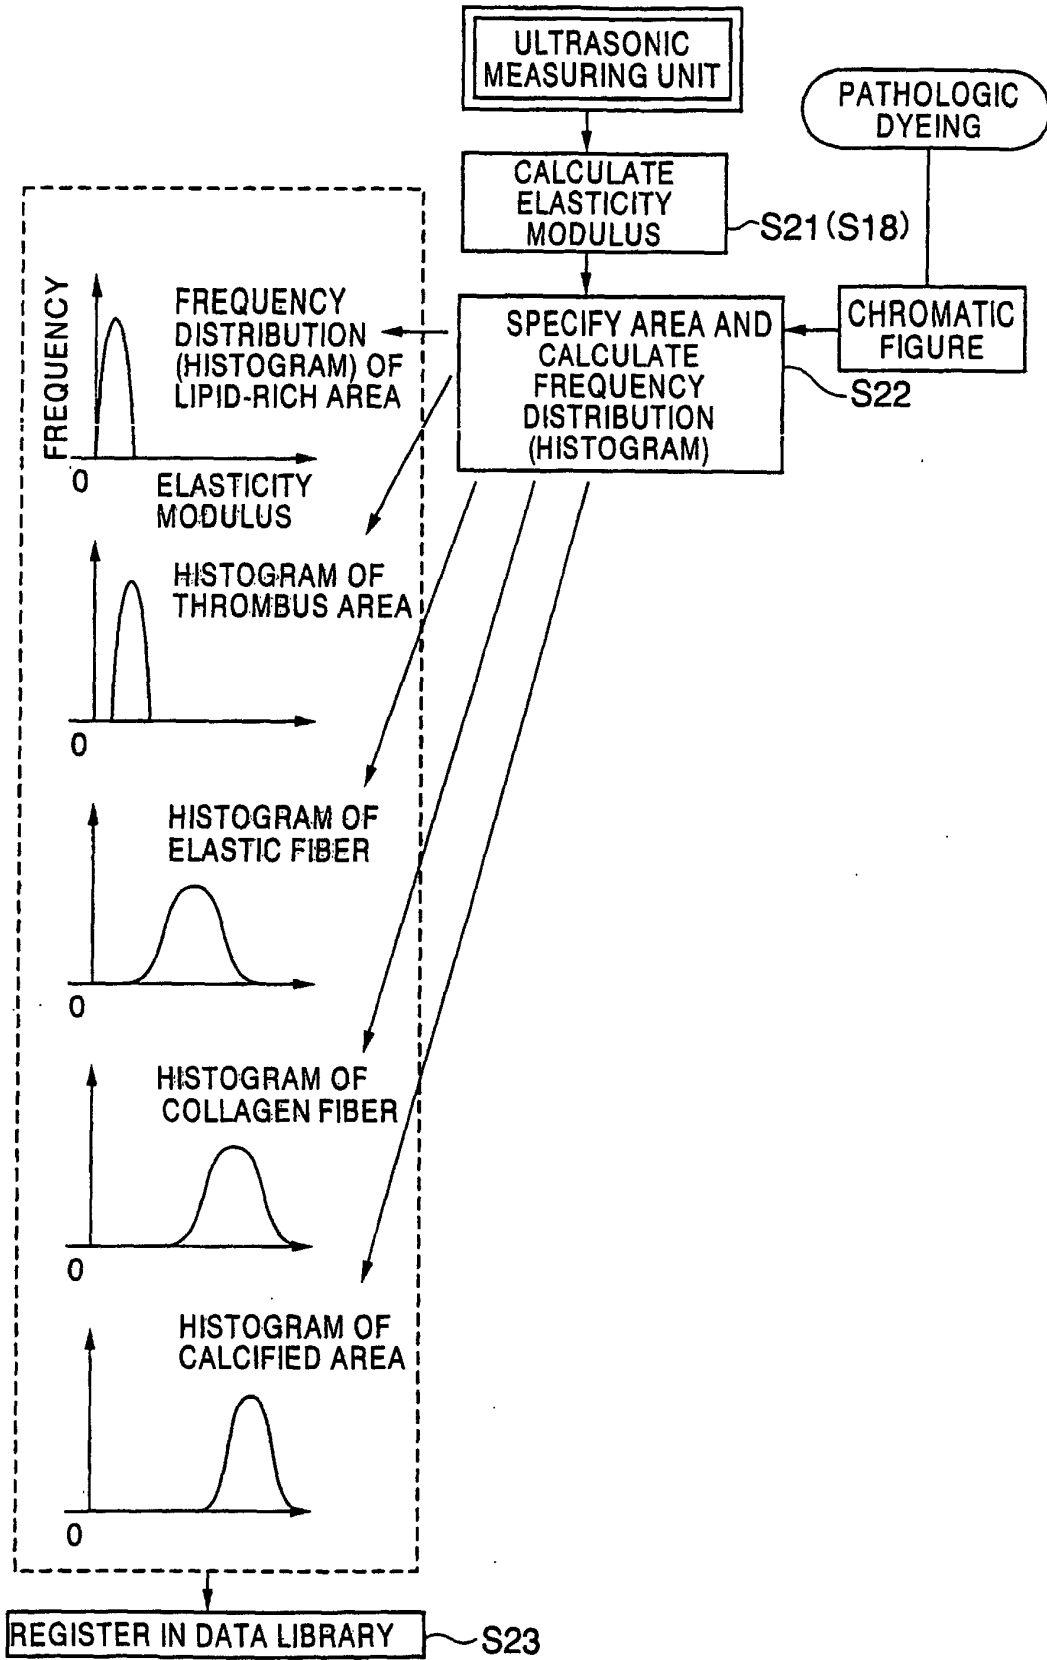 ULTRASONIC
MEASURING UNIT
PATHOLOGIC
DYEING
CALCULATE
ELASTICITY
MODULUS
S21(S18)
CHROMATIC
FIGURE
SPECIFY AREA AND
CALCULATE
FREQUENCY
DISTRIBUTION
(HISTOGRAM)
S22
FREQUENCY
FREQUENCY
DISTRIBUTION
(HISTOGRAM) OF
LIPID-RICH AREA
0
ELASTICITY
MODULUS
HISTOGRAM OF
THROMBUS AREA
0
HISTOGRAM OF
ELASTIC FIBER
0
HISTOGRAM OF
COLLAGEN FIBER
0
HISTOGRAM OF
CALCIFIED AREA
0
REGISTER IN DATA LIBRARY
S23